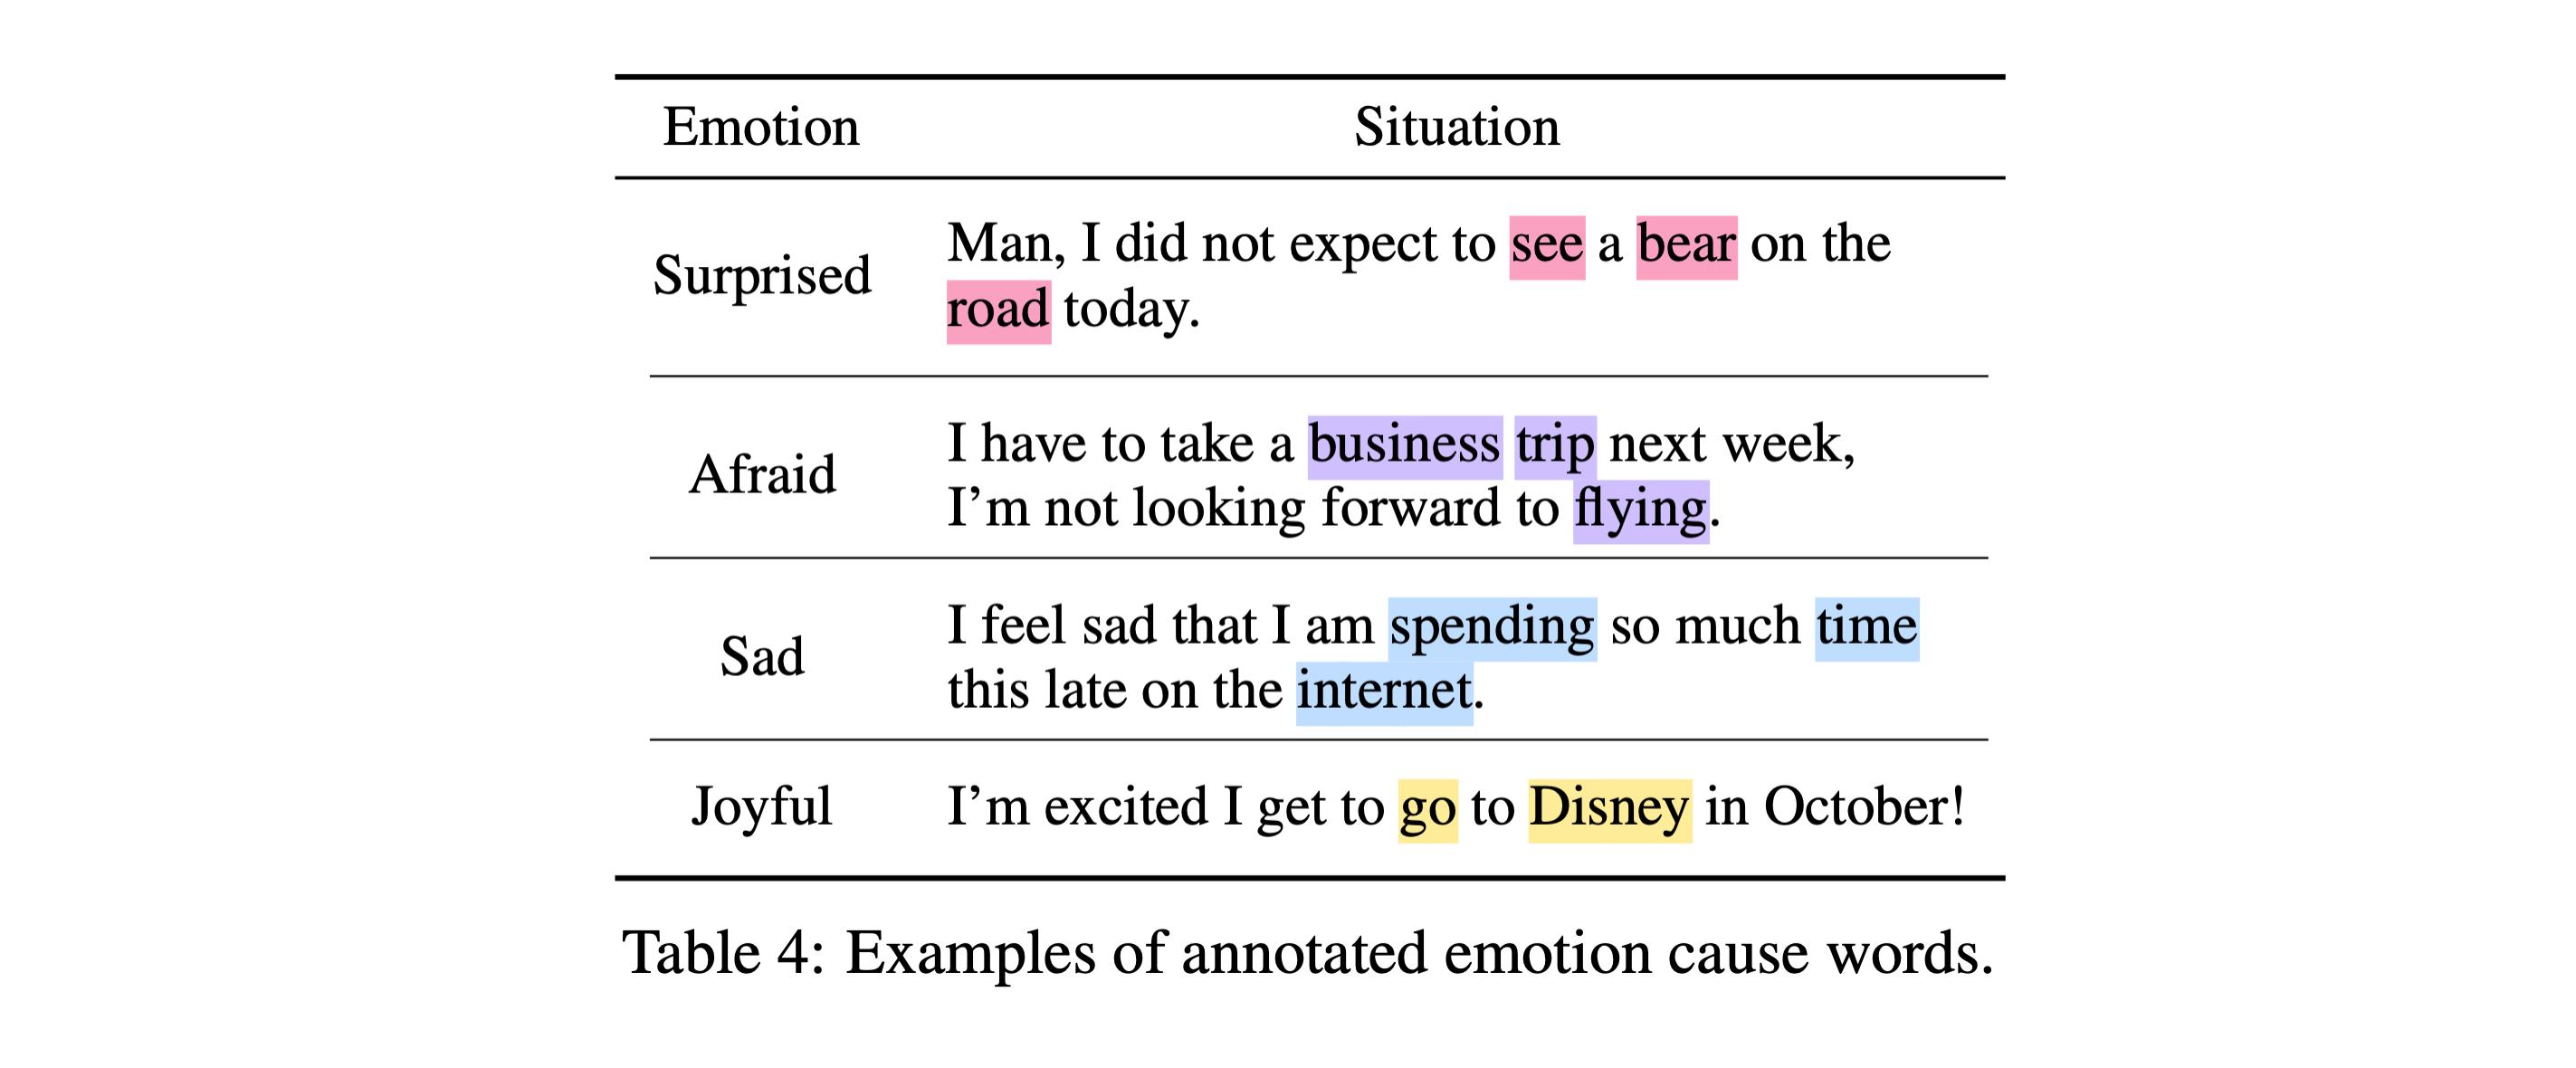 Emotion Situation
Surprised
Man, I did not expect to see a bear on the
road today.
Afraid
I have to take a business trip next week,
I’m not looking forward to flying.
Sad
I feel sad that I am spending so much time
this late on the internet.
Joyful
I’m excited I get to go to Disney in October!
Table 4: Examples of annotated emotion cause words.